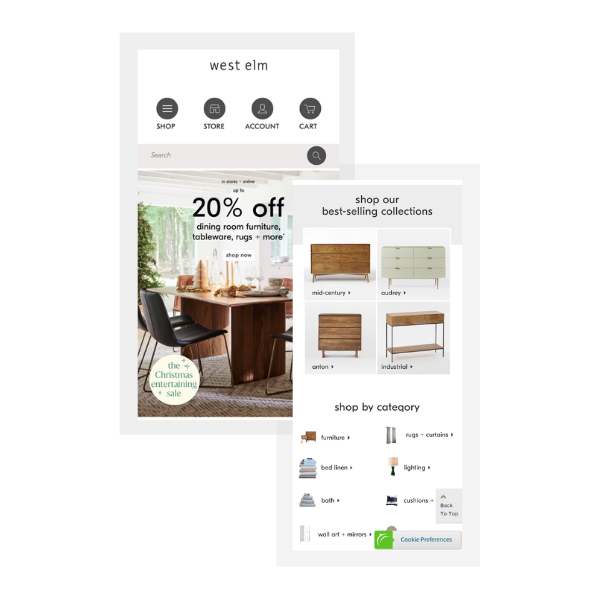 west elm
SHOP STORE ACCOUNT CART
Search
in stores + online
up to
20% off
dining room furniture,
tableware, rugs + more*
shop now
the
Christmas
entertaining
sale
shop our
best-selling collections
mid-century
audrey
anton
industrial
shop by category
furniture
rugs + curtains
bed linen
lighting
bath
cushions +
Back
To Top
wall art + mirrors
Cookie Preferences